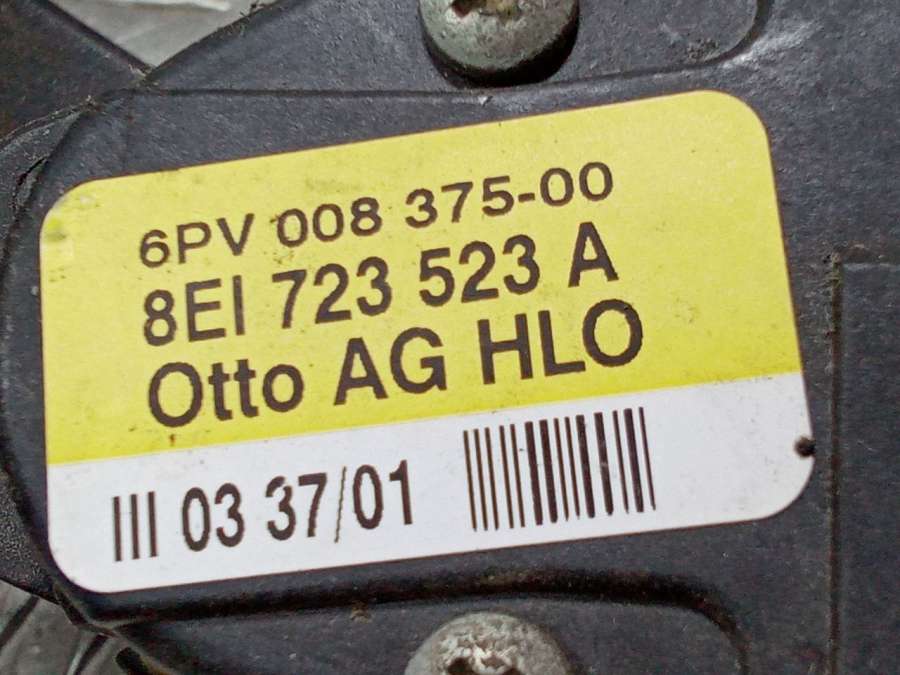 6PV 008 375-00
8EI 723 523 A
Otto AG HLO
III 03 37/01